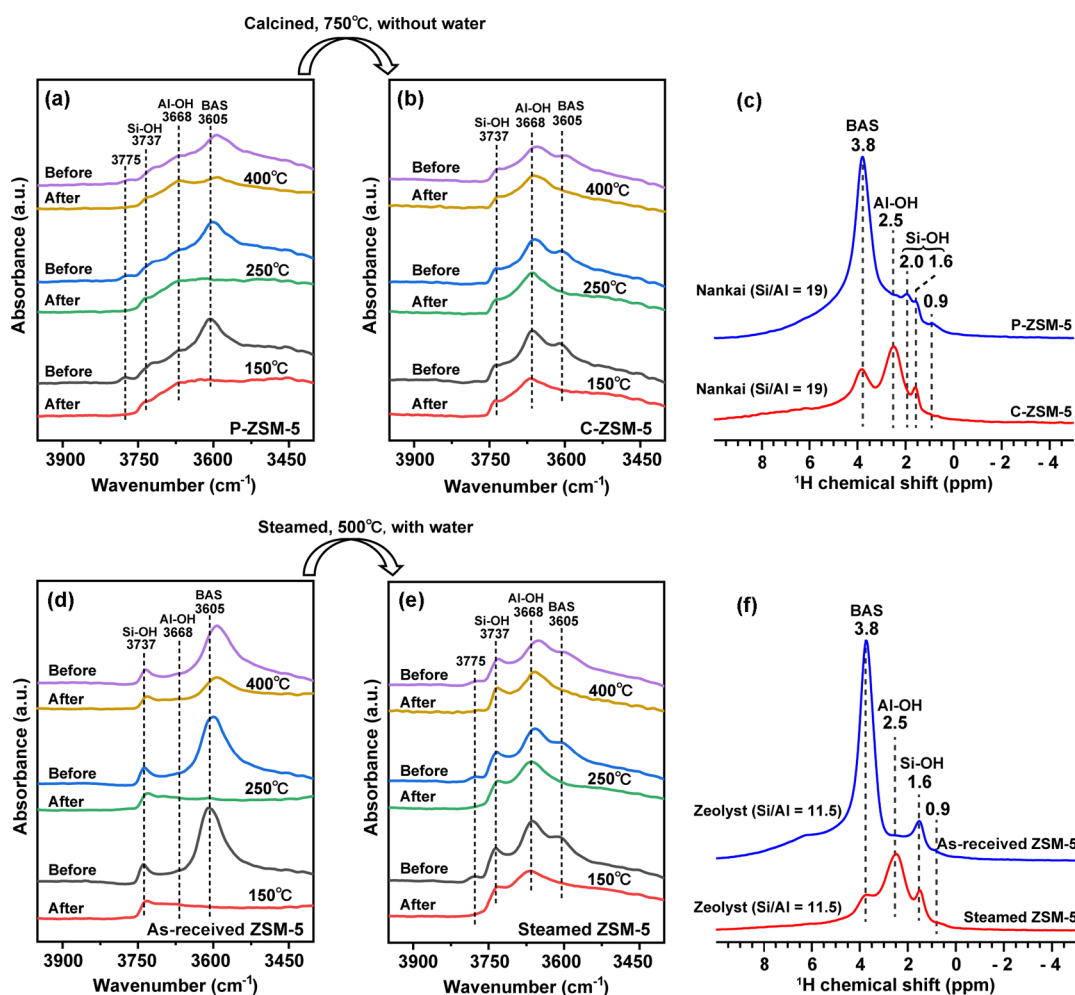 Calcined, 750℃, without water
(a)
Si-OH
3737
Al-OH
3668
BAS
3605
3775
Before
400℃
After
Before
250℃
After
Before
150℃
After
P-ZSM-5
3900 3750 3600 3450
Wavenumber (cm⁻¹)
Absorbance (a.u.)
(b)
Si-OH
3737
Al-OH
3668
BAS
3605
Before
After
400℃
Before
250℃
After
Before
150℃
After
C-ZSM-5
3900 3750 3600 3450
Wavenumber (cm⁻¹)
Absorbance (a.u.)
(c)
BAS
3.8
Al-OH
2.5
Si-OH
2.0 1.6
0.9
Nankai (Si/Al = 19)
P-ZSM-5
Nankai (Si/Al = 19)
C-ZSM-5
10 8 6 4 2 0 - 2 - 4
¹H chemical shift (ppm)
Steamed, 500℃, with water
(d)
Si-OH
3737
Al-OH
3668
BAS
3605
Before
400℃
After
Before
250℃
After
Before
150℃
After
As-received ZSM-5
3900 3750 3600 3450
Wavenumber (cm⁻¹)
Absorbance (a.u.)
(e)
3775
Si-OH
3737
Al-OH
3668
BAS
3605
Before
400℃
After
Before
250℃
After
Before
150℃
After
Steamed ZSM-5
3900 3750 3600 3450
Wavenumber (cm⁻¹)
Absorbance (a.u.)
(f)
BAS
3.8
Al-OH
2.5
Si-OH
1.6
0.9
Zeolyst (Si/Al = 11.5)
As-received ZSM-5
Zeolyst (Si/Al = 11.5)
Steamed ZSM-5
10 8 6 4 2 0 - 2 - 4
¹H chemical shift (ppm)